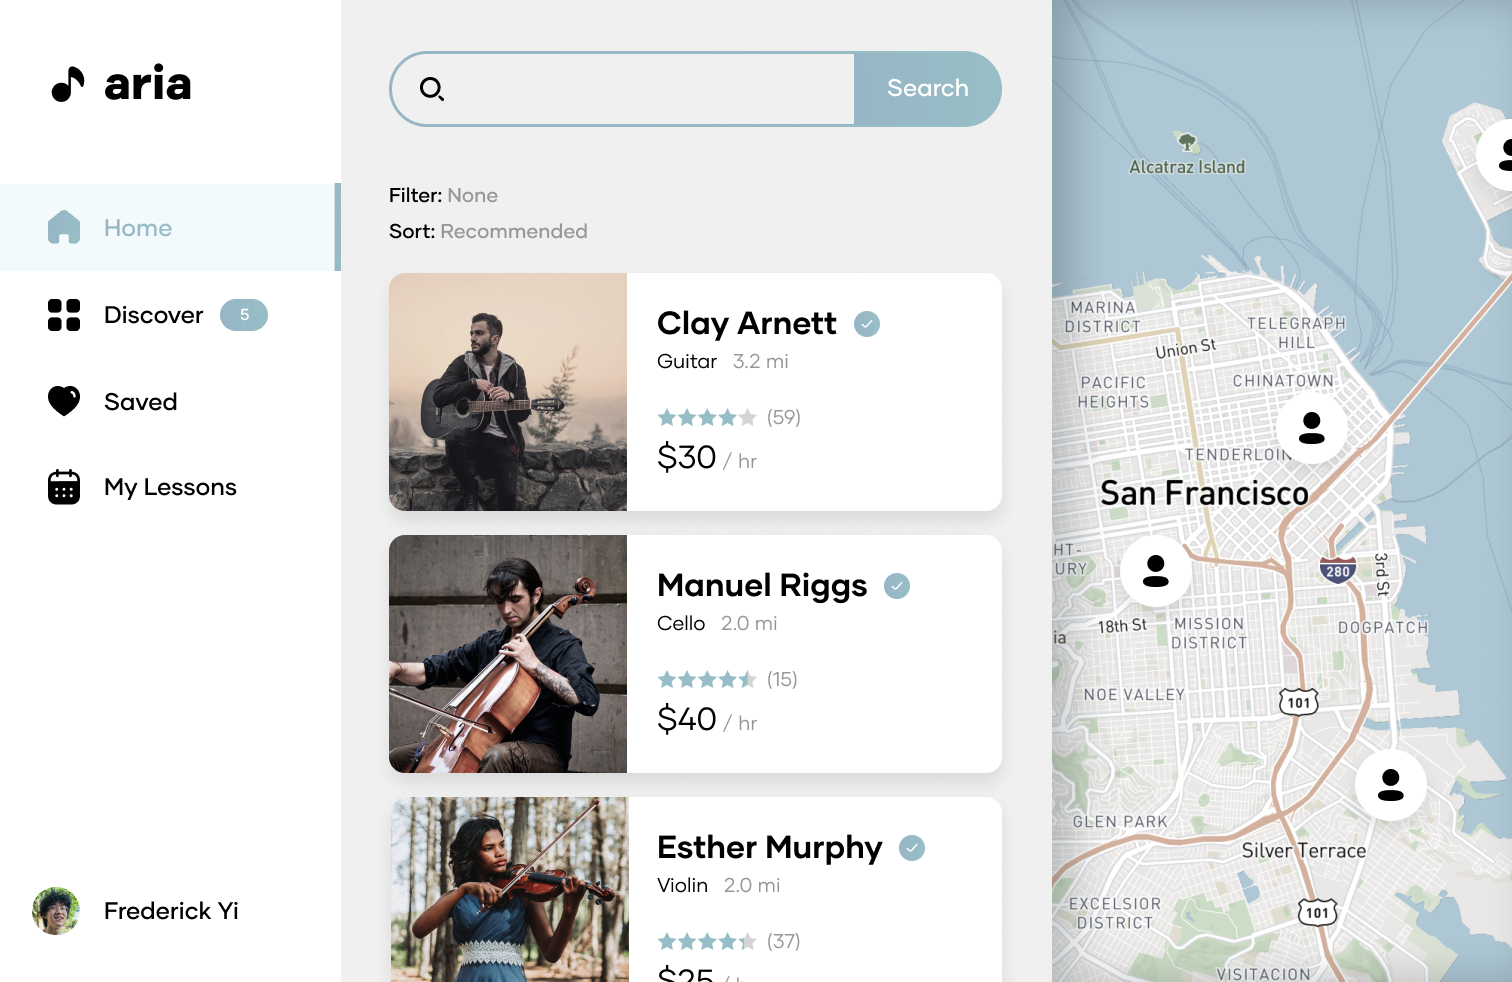 aria
Home
Discover 5
Saved
My Lessons
Frederick Yi
Search
Filter: None
Sort: Recommended
Clay Arnett
Guitar 3.2 mi
(59)
$30 / hr
Manuel Riggs
Cello 2.0 mi
(15)
$40 / hr
Esther Murphy
Violin 2.0 mi
(37)
$25 / hr
Alcatraz Island
MARINA
DISTRICT
TELEGRAPH
HILL
Union St
PACIFIC
HEIGHTS
CHINATOWN
TENDERLOIN
San Francisco
HT-
URY
280
3rd St
18th St
MISSION
DISTRICT
DOGPATCH
ia
NOE VALLEY
101
GLEN PARK
Silver Terrace
EXCELSIOR
DISTRICT
101
VISITACION